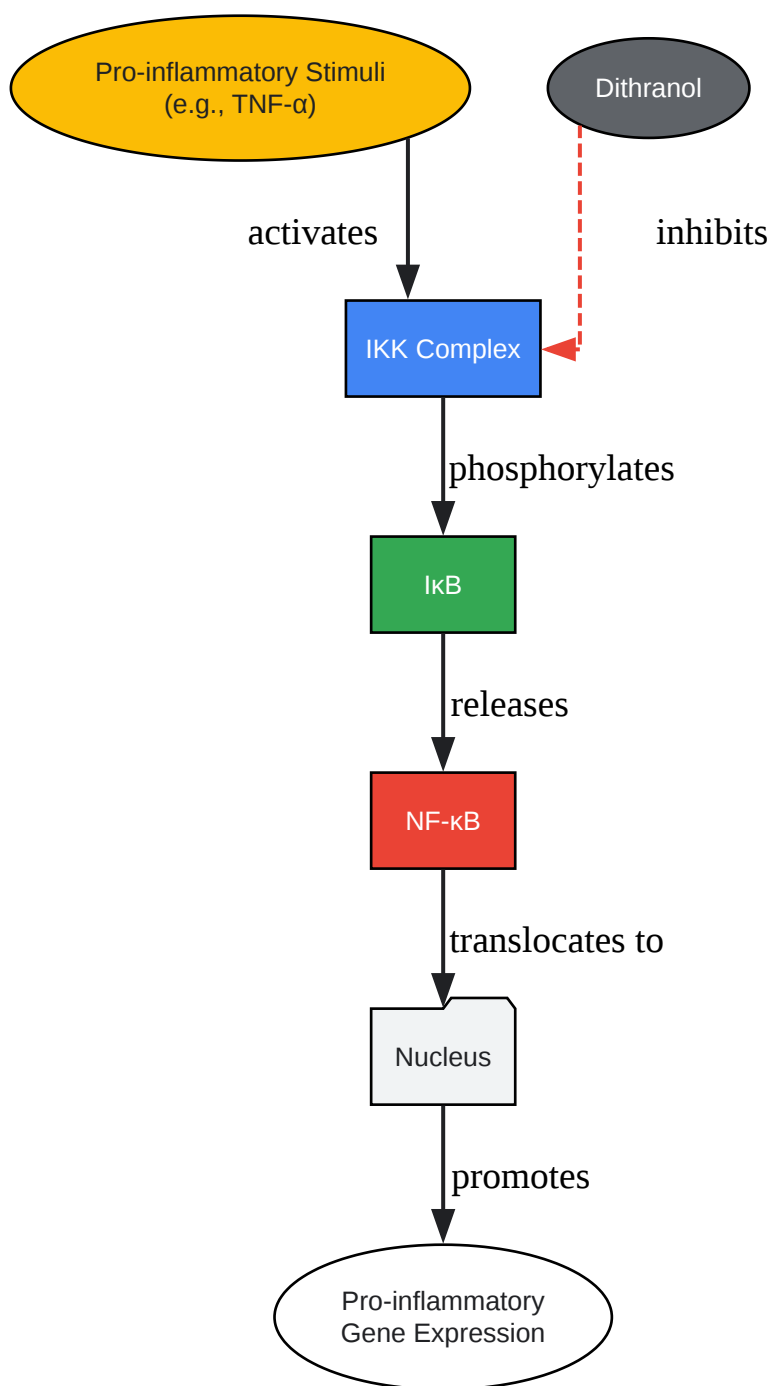 Pro-inflammatory Stimuli
(e.g., TNF-α)
Dithranol
activates
inhibits
IKK Complex
phosphorylates
IκB
releases
NF-κB
translocates to
Nucleus
promotes
Pro-inflammatory
Gene Expression